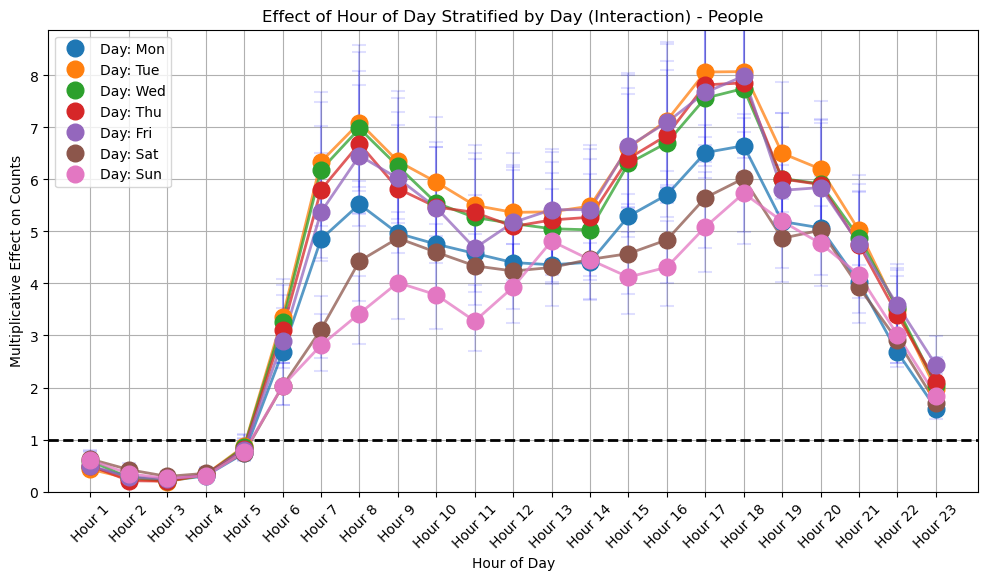 Effect of Hour of Day Stratified by Day (Interaction) - People
Multiplicative Effect on Counts
8
7
6
5
4
3
2
1
0
Day: Mon
Day: Tue
Day: Wed
Day: Thu
Day: Fri
Day: Sat
Day: Sun
Hour 1
Hour 2
Hour 3
Hour 4
Hour 5
Hour 6
Hour 7
Hour 8
Hour 9
Hour 10
Hour 11
Hour 12
Hour 13
Hour 14
Hour 15
Hour 16
Hour 17
Hour 18
Hour 19
Hour 20
Hour 21
Hour 22
Hour 23
Hour of Day